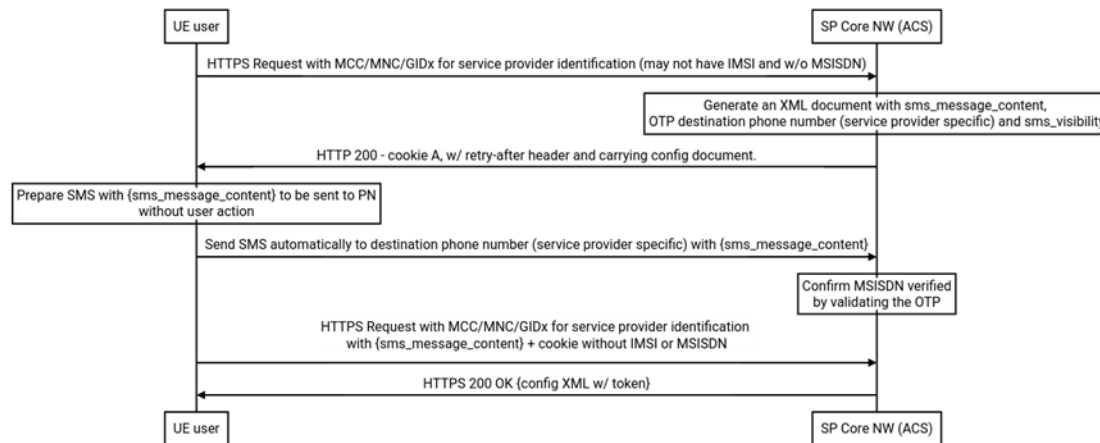 UE user
SP Core NW (ACS)
HTTPS Request with MCC/MNC/GIDx for service provider identification (may not have IMSI and w/o MSISDN)
Generate an XML document with sms_message_content,
OTP destination phone number (service provider specific) and sms_visibility
HTTP 200 - cookie A, w/ retry-after header and carrying config document.
Prepare SMS with {sms_message_content} to be sent to PN
without user action
Send SMS automatically to destination phone number (service provider specific) with {sms_message_content}
Confirm MSISDN verified
by validating the OTP
HTTPS Request with MCC/MNC/GIDx for service provider identification
with {sms_message_content} + cookie without IMSI or MSISDN
HTTPS 200 OK {config XML w/ token}
UE user
SP Core NW (ACS)